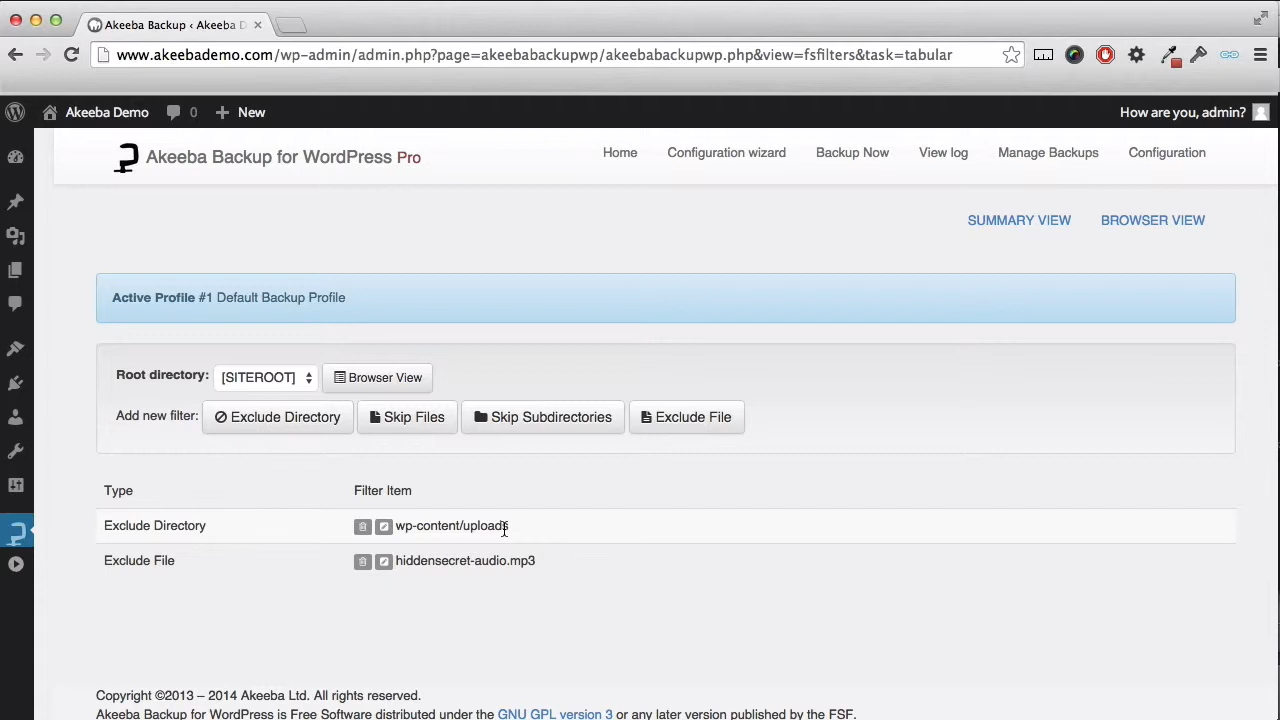 Akeeba Backup ‹ Akeeba D
www.akeebademo.com/wp-admin/admin.php?page=akeebabackupwp/akeebabackupwp.php&view=fsfilters&task=tabular
Akeeba Demo 0 New How are you, admin?
Akeeba Backup for WordPress Pro Home Configuration wizard Backup Now View log Manage Backups Configuration
SUMMARY VIEW BROWSER VIEW
Active Profile #1 Default Backup Profile
Root directory: [SITEROOT] Browser View
Add new filter: Exclude Directory Skip Files Skip Subdirectories Exclude File
Type Filter Item
Exclude Directory wp-content/uploads
Exclude File hiddensecret-audio.mp3
Copyright ©2013 – 2014 Akeeba Ltd. All rights reserved.
Akeeba Backup for WordPress is Free Software distributed under the GNU GPL version 3 or any later version published by the FSF.